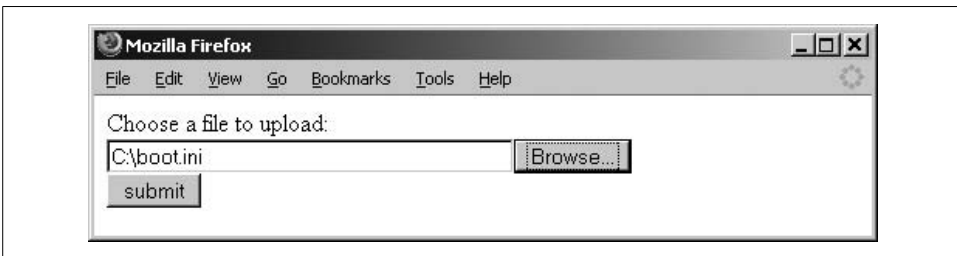 Mozilla Firefox
File Edit View Go Bookmarks Tools Help
Choose a file to upload:
C:\boot.ini Browse...
submit